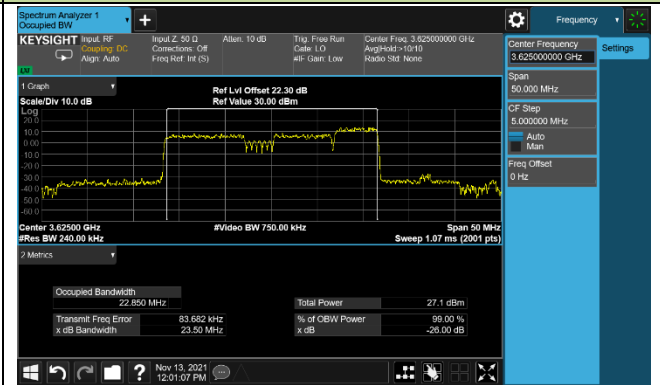 Spectrum Analyzer 1
Occupied BW
Frequency
KEYSIGHT
Input: RF
Coupling: DC
Align: Auto
Input Z: 50 Ω
Corrections: Off
Freq Ref: Int (S)
Atten: 10 dB
Trig: Free Run
Gate: LO
#IF Gain: Low
Center Freq: 3.625000000 GHz
Avg|Hold:>10/10
Radio Std: None
LW
Center Frequency
3.625000000 GHz
Settings
Span
50.000 MHz
CF Step
5.000000 MHz
Auto
Man
Freq Offset
0 Hz
1 Graph
Scale/Div 10.0 dB
Ref Lvl Offset 22.30 dB
Ref Value 30.00 dBm
Log
20.0
10.0
0.00
-10.0
-20.0
-30.0
-40.0
-50.0
-60.0
Center 3.62500 GHz
#Video BW 750.00 kHz
Span 50 MHz
#Res BW 240.00 kHz
Sweep 1.07 ms (2001 pts)
2 Metrics
Occupied Bandwidth
22.850 MHz
Total Power
27.1 dBm
Transmit Freq Error
83.682 kHz
% of OBW Power
99.00 %
x dB Bandwidth
23.50 MHz
x dB
-26.00 dB
?
Nov 13, 2021
12:01:07 PM